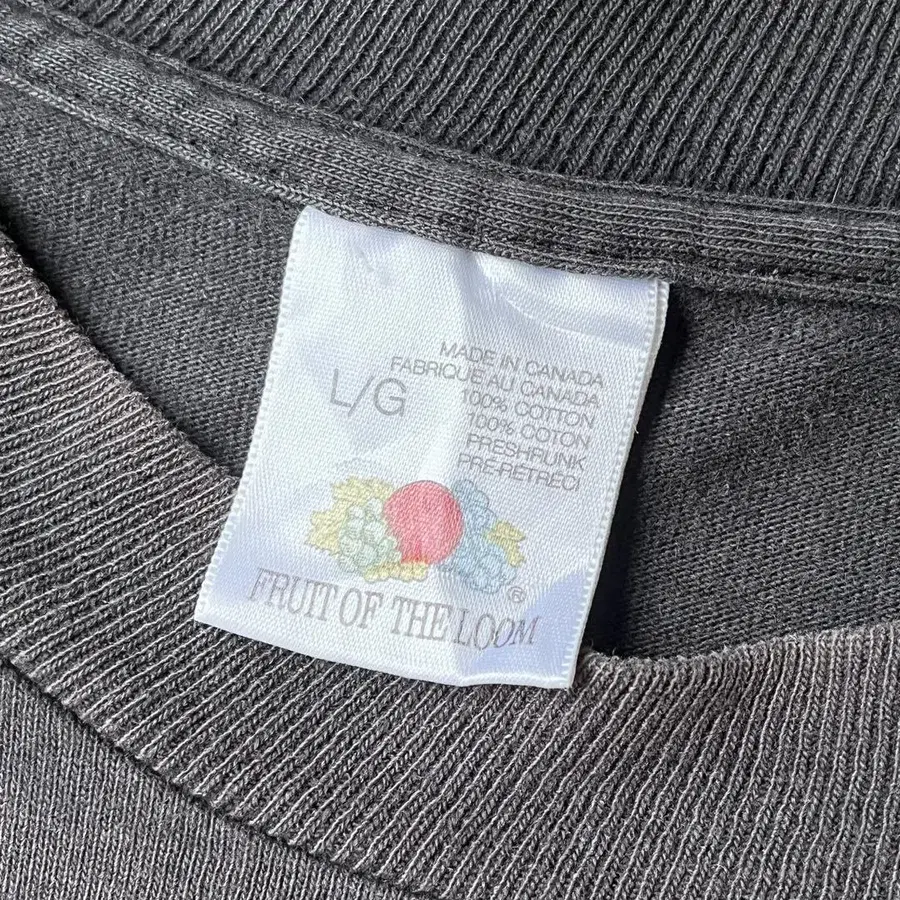 MADE IN CANADA
FABRIQUE AU CANADA
L/G
100% COTTON
100% COTON
PRESHRUNK
PRE-RETRECI
FRUIT OF THE LOOM®